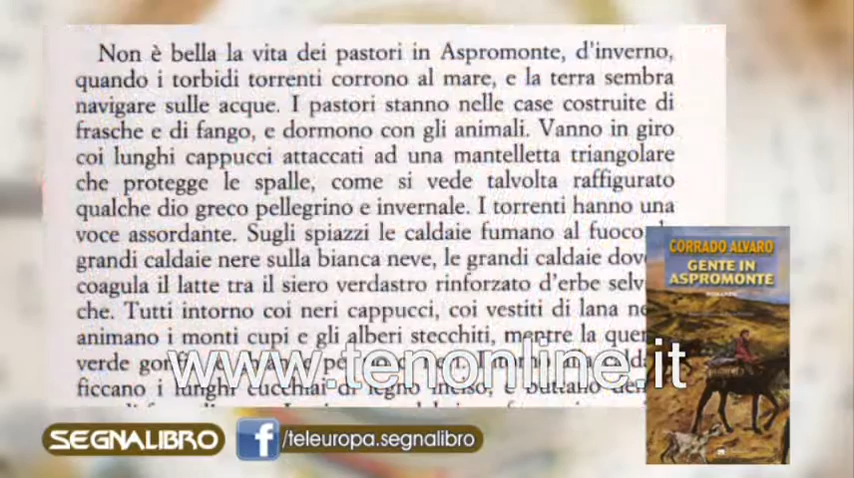 Non è bella la vita dei pastori in Aspromonte, d'inverno,
quando i torbidi torrenti corrono al mare, e la terra sembra
navigare sulle acque. I pastori stanno nelle case costruite di
frasche e di fango, e dormono con gli animali. Vanno in giro
coi lunghi cappucci attaccati ad una mantelletta triangolare
che protegge le spalle, come si vede talvolta raffigurato
qualche dio greco pellegrino e invernale. I torrenti hanno una
voce assordante. Sugli spiazzi le caldaie fumano al fuoco
grandi caldaie nere sulla bianca neve, le grandi caldaie
coagula il latte tra il siero verdastro rinforzato d'erbe
che. Tutti intorno coi neri cappucci, coi vestiti di lana
animano i monti cupi e gli alberi stecchiti, mentre la
verde
ficcano i lunghi cucchiai di legno inciso, e buttano
www.tenonline.it
CORRADO ALVARO
GENTE IN
ASPROMONTE
ROMANZO
SEGNALIBRO
f /teleuropa.segnalibro